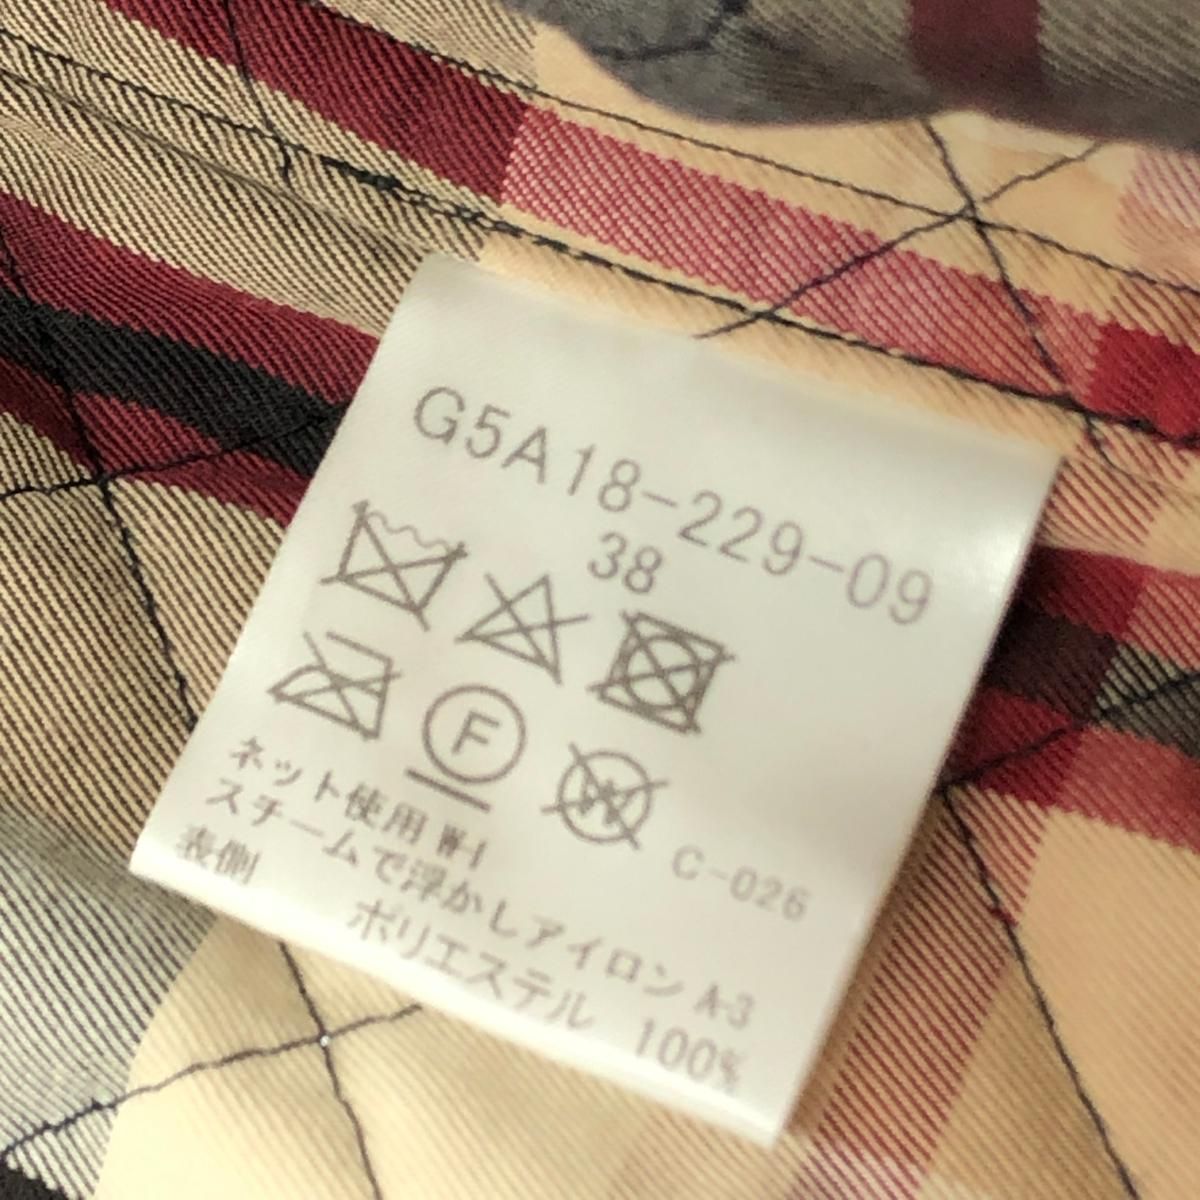 G5A18-229-09
38
F
W
C-026
ネット使用 W-1
スチームで浮かしアイロン A-3
表側
ポリエステル 100%